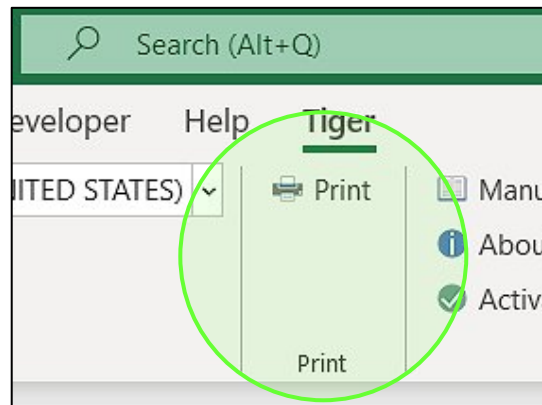 Search (Alt+Q)
eveloper Help Tiger
ITED STATES) Print Manu
Abou
Activ
Print